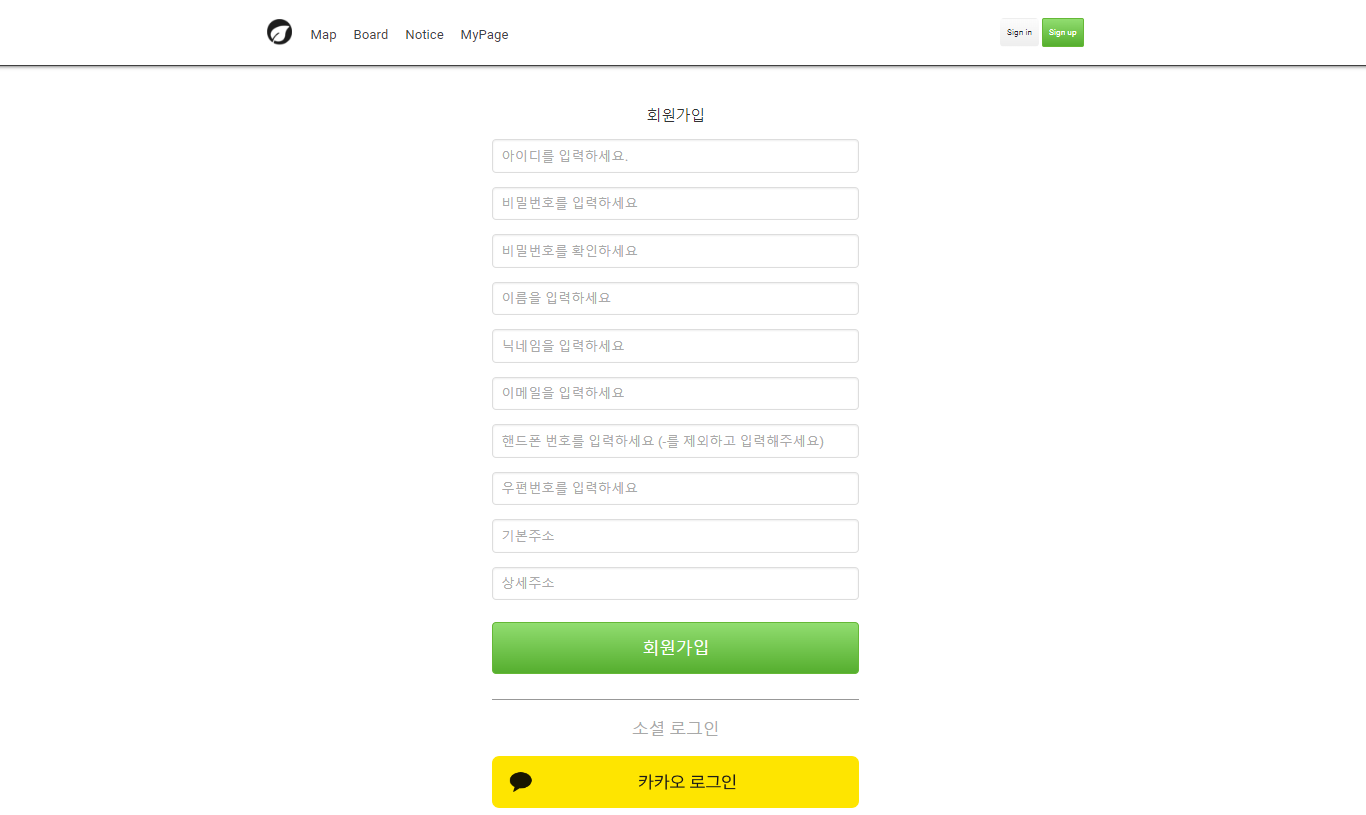 Map Board Notice MyPage Sign in Sign up
회원가입
아이디를 입력하세요.
비밀번호를 입력하세요
비밀번호를 확인하세요
이름을 입력하세요
닉네임을 입력하세요
이메일을 입력하세요
핸드폰 번호를 입력하세요 (-를 제외하고 입력해주세요)
우편번호를 입력하세요
기본주소
상세주소
회원가입
소셜 로그인
카카오 로그인